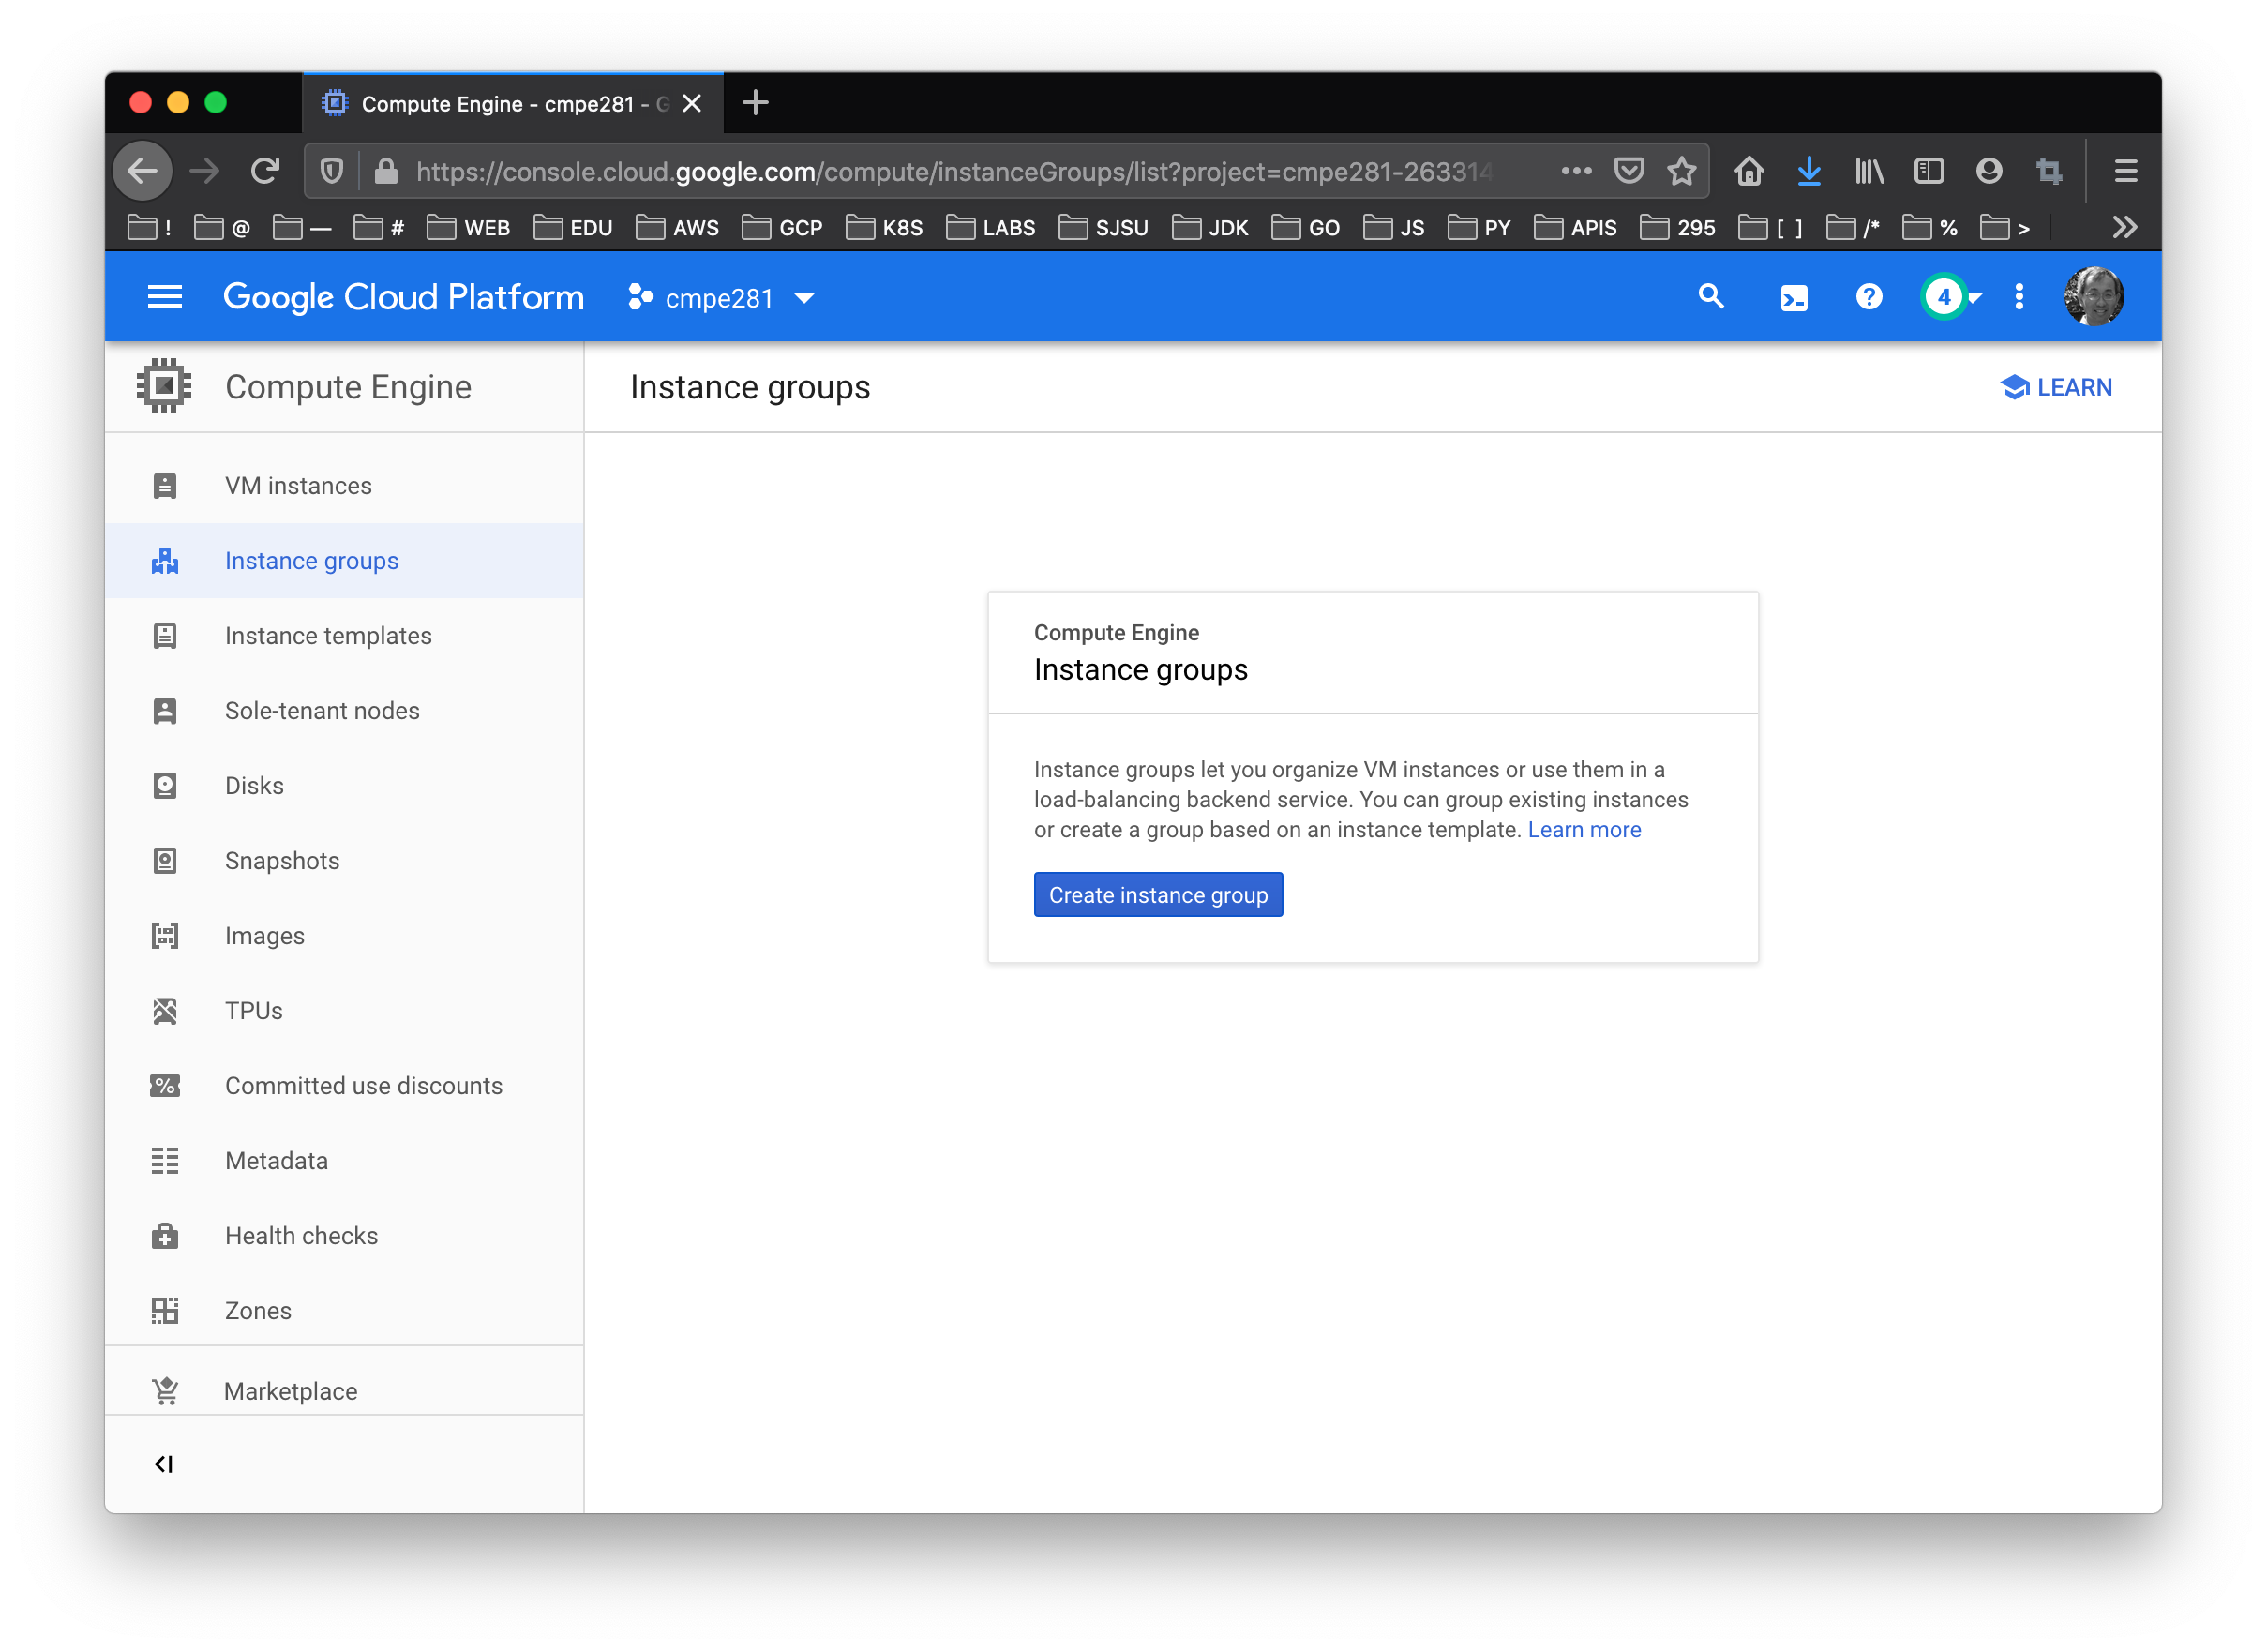 Compute Engine - cmpe281 - G
https://console.cloud.google.com/compute/instanceGroups/list?project=cmpe281-263314
! @ — # WEB EDU AWS GCP K8S LABS SJSU JDK GO JS PY APIS 295 [ ] /* % >
Google Cloud Platform cmpe281 4
Compute Engine
Instance groups
LEARN
VM instances
Instance groups
Instance templates
Sole-tenant nodes
Disks
Snapshots
Images
TPUs
Committed use discounts
Metadata
Health checks
Zones
Marketplace
Compute Engine
Instance groups
Instance groups let you organize VM instances or use them in a
load-balancing backend service. You can group existing instances
or create a group based on an instance template. Learn more
Create instance group